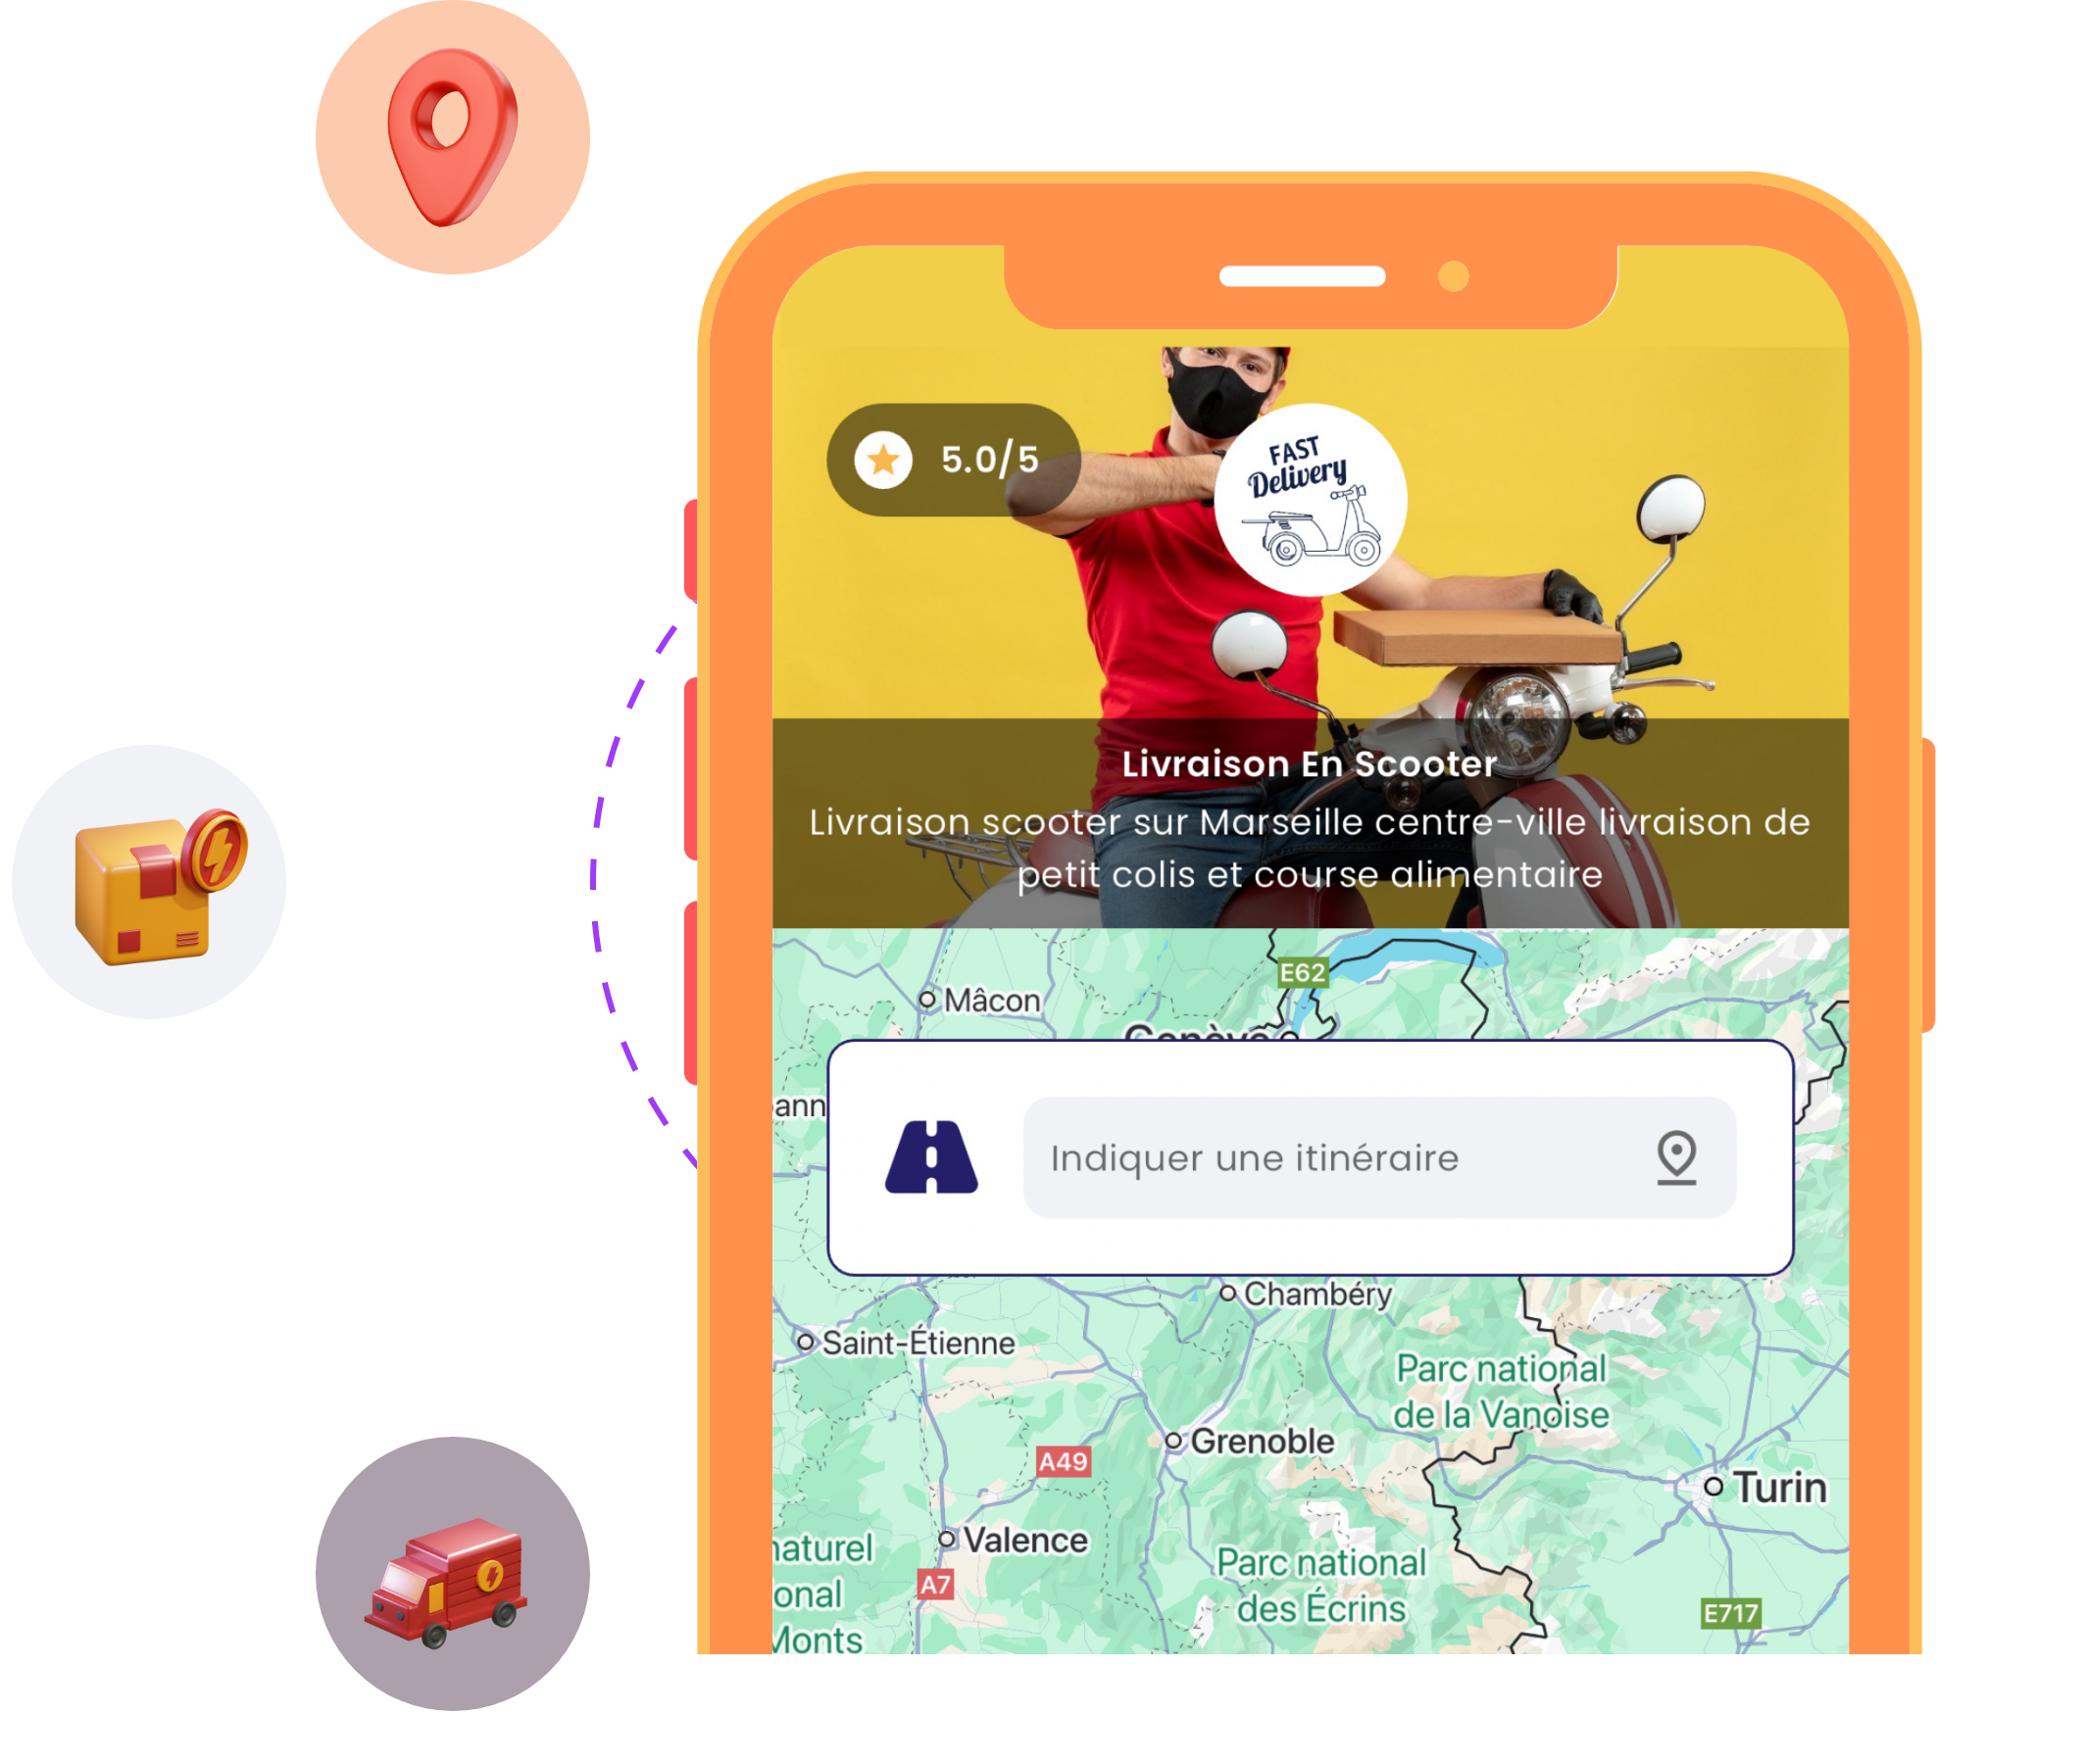 5.0/5
FAST
Delivery
Livraison En Scooter
Livraison scooter sur Marseille centre-ville livraison de
petit colis et course alimentaire
E62
Mâcon
Genève
ann
Indiquer une itinéraire
Chambéry
Saint-Étienne
Parc national
de la Vanoise
Grenoble
A49
Turin
Valence
naturel
onal
Monts
A7
Parc national
des Écrins
E717